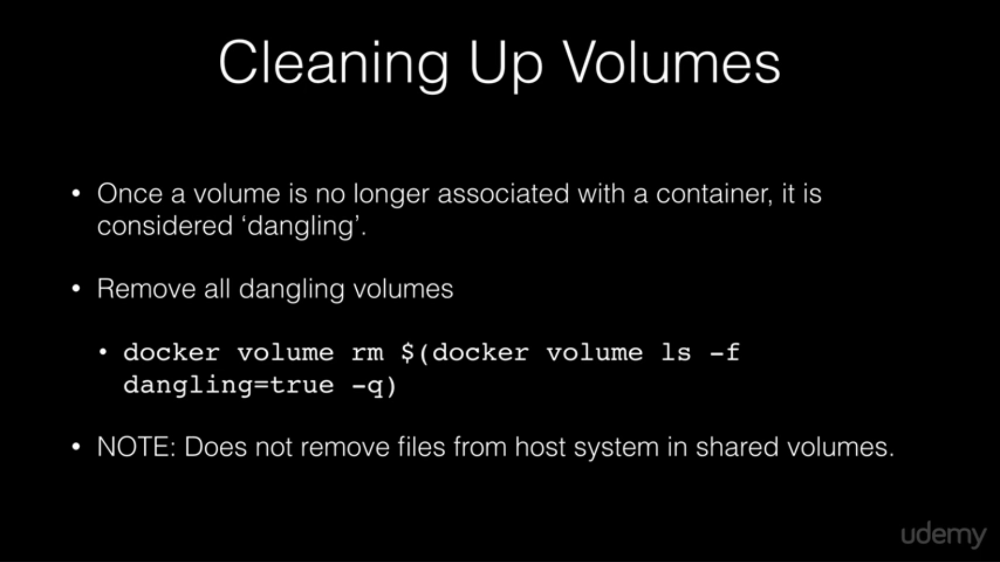 Cleaning Up Volumes
• Once a volume is no longer associated with a container, it is
considered ‘dangling’.
• Remove all dangling volumes
• docker volume rm $(docker volume ls -f
dangling=true -q)
• NOTE: Does not remove files from host system in shared volumes.
udemy